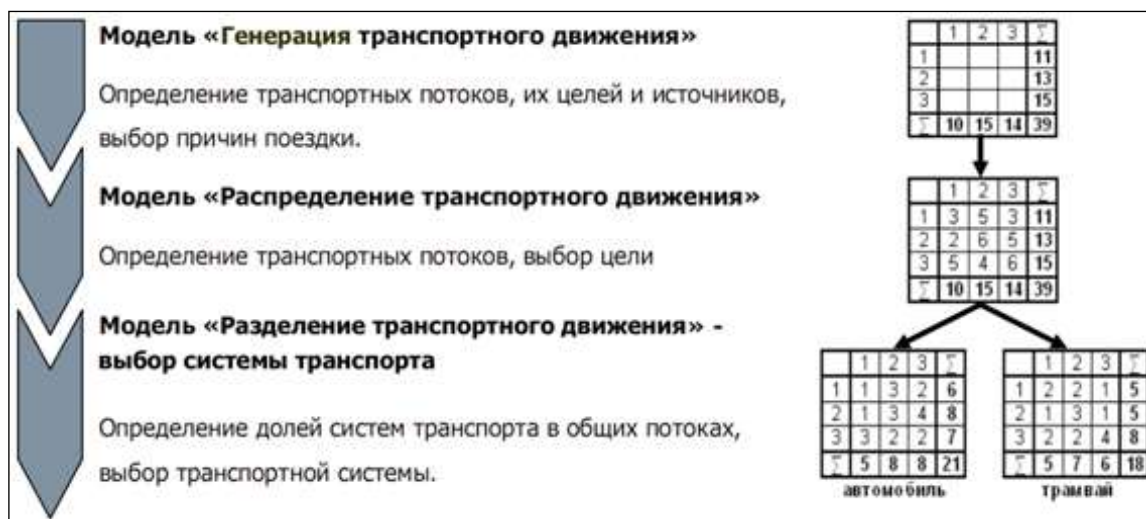 Модель «Генерация транспортного движения»
Определение транспортных потоков, их целей и источников,
выбор причин поездки.
Модель «Распределение транспортного движения»
Определение транспортных потоков, выбор цели
Модель «Разделение транспортного движения» -
выбор системы транспорта
Определение долей систем транспорта в общих потоках,
выбор транспортной системы.
1 2 3 ∑
1 11
2 13
3 15
∑ 10 15 14 39
1 2 3 ∑
1 3 5 3 11
2 2 6 5 13
3 5 4 6 15
∑ 10 15 14 39
1 2 3 ∑
1 1 3 2 6
2 1 3 4 8
3 3 2 2 7
∑ 5 8 8 21
автомобиль
1 2 3 ∑
1 2 2 1 5
2 1 3 1 5
3 2 2 4 8
∑ 5 7 6 18
трамвай